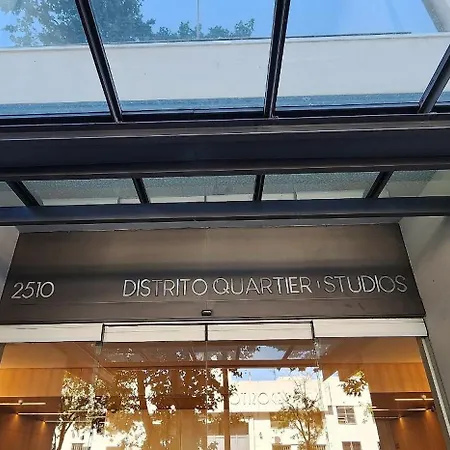 2510 DISTRITO QUARTIER | STUDIOS